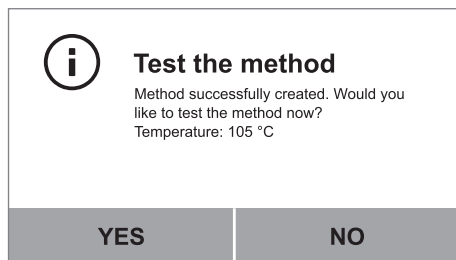 Test the method
Method successfully created. Would you
like to test the method now?
Temperature: 105 °C
YES
NO